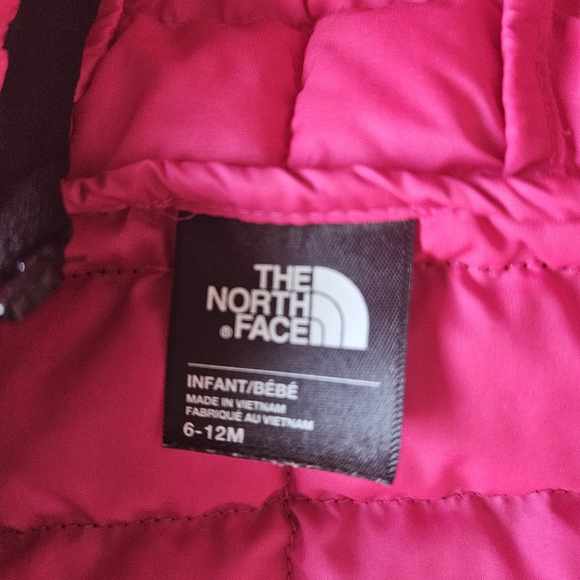 THE
NORTH
®FACE
INFANT/BÉBÉ
MADE IN VIETNAM
FABRIQUÉ AU VIETNAM
6-12M